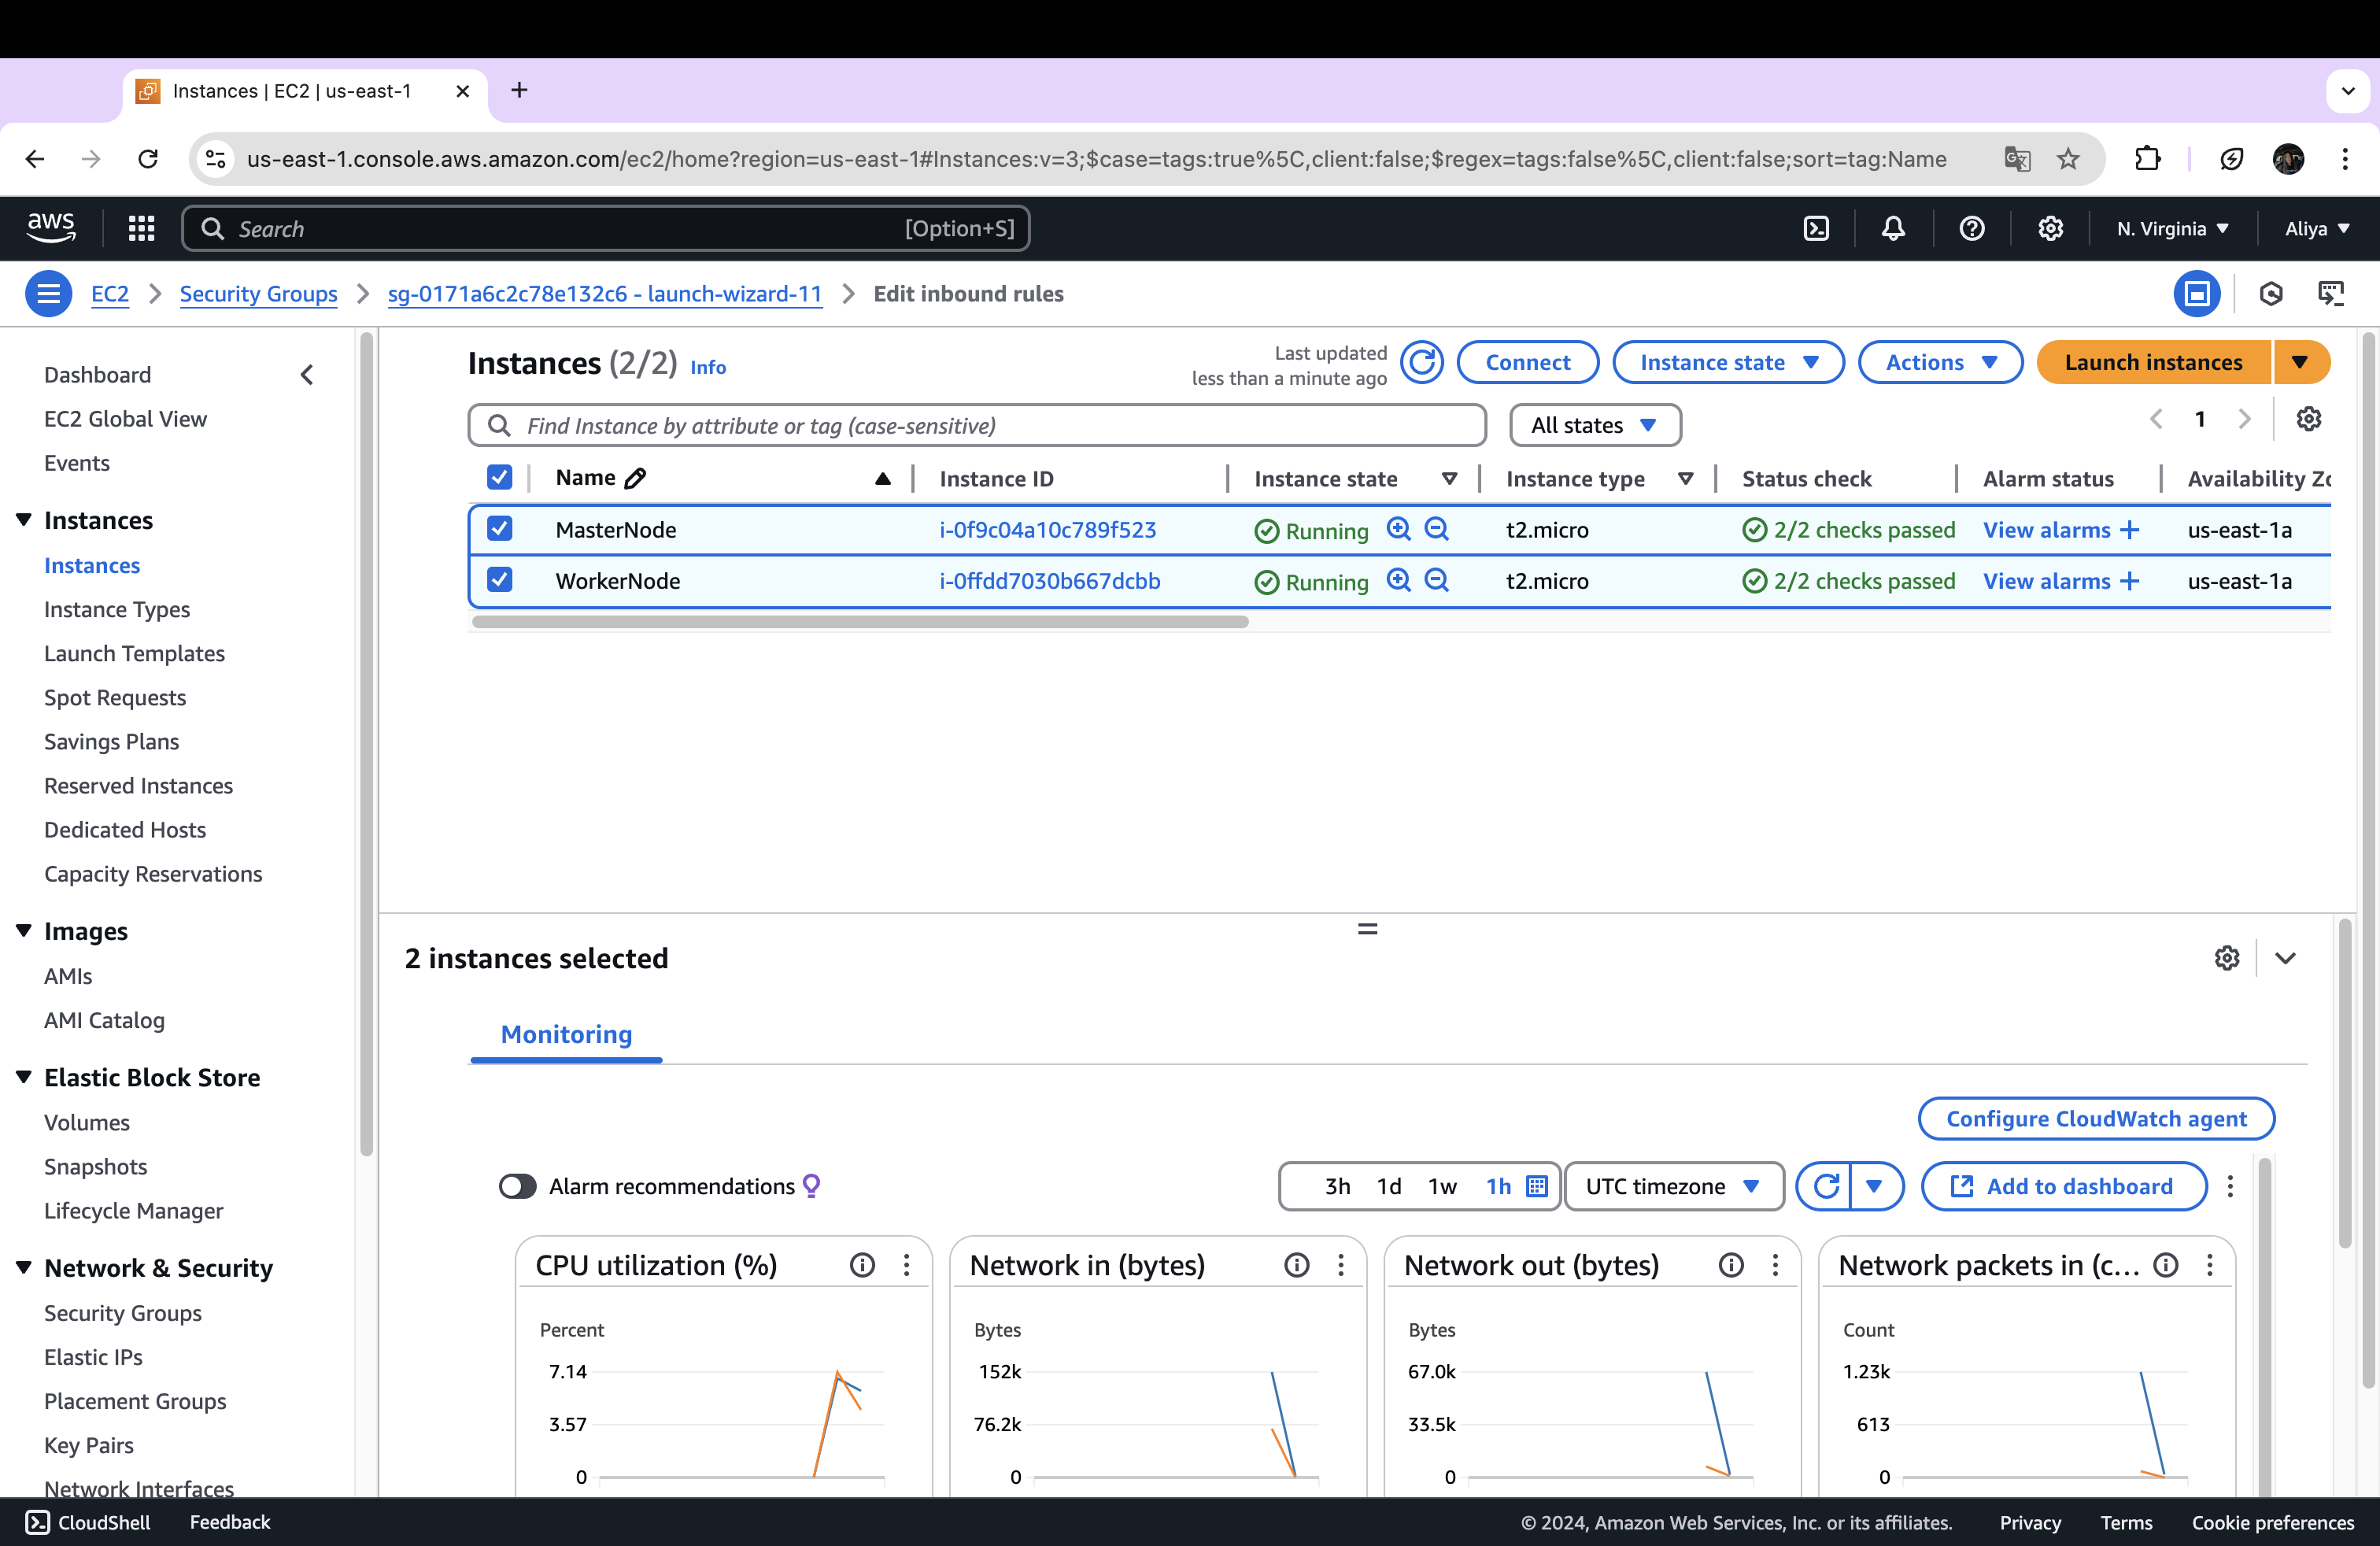 Instances | EC2 | us-east-1
us-east-1.console.aws.amazon.com/ec2/home?region=us-east-1#Instances:v=3;$case=tags:true%5C,client:false;$regex=tags:false%5C,client:false;sort=tag:Name
aws
Search [Option+S]
N. Virginia
Aliya
EC2 > Security Groups > sg-0171a6c2c78e132c6 - launch-wizard-11 > Edit inbound rules
Dashboard
EC2 Global View
Events
Instances
Instances
Instance Types
Launch Templates
Spot Requests
Savings Plans
Reserved Instances
Dedicated Hosts
Capacity Reservations
Images
AMIs
AMI Catalog
Elastic Block Store
Volumes
Snapshots
Lifecycle Manager
Network & Security
Security Groups
Elastic IPs
Placement Groups
Key Pairs
Network Interfaces
Instances (2/2) Info
Last updated
less than a minute ago
Connect
Instance state
Actions
Launch instances
Find Instance by attribute or tag (case-sensitive)
All states
1
Name Instance ID Instance state Instance type Status check Alarm status Availability Zo
MasterNode i-0f9c04a10c789f523 Running t2.micro 2/2 checks passed View alarms + us-east-1a
WorkerNode i-0ffdd7030b667dcbb Running t2.micro 2/2 checks passed View alarms + us-east-1a
2 instances selected
Monitoring
Configure CloudWatch agent
Alarm recommendations
3h 1d 1w 1h
UTC timezone
Add to dashboard
CPU utilization (%)
Percent
7.14
3.57
0
Network in (bytes)
Bytes
152k
76.2k
0
Network out (bytes)
Bytes
67.0k
33.5k
0
Network packets in (c...
Count
1.23k
613
0
CloudShell Feedback © 2024, Amazon Web Services, Inc. or its affiliates. Privacy Terms Cookie preferences